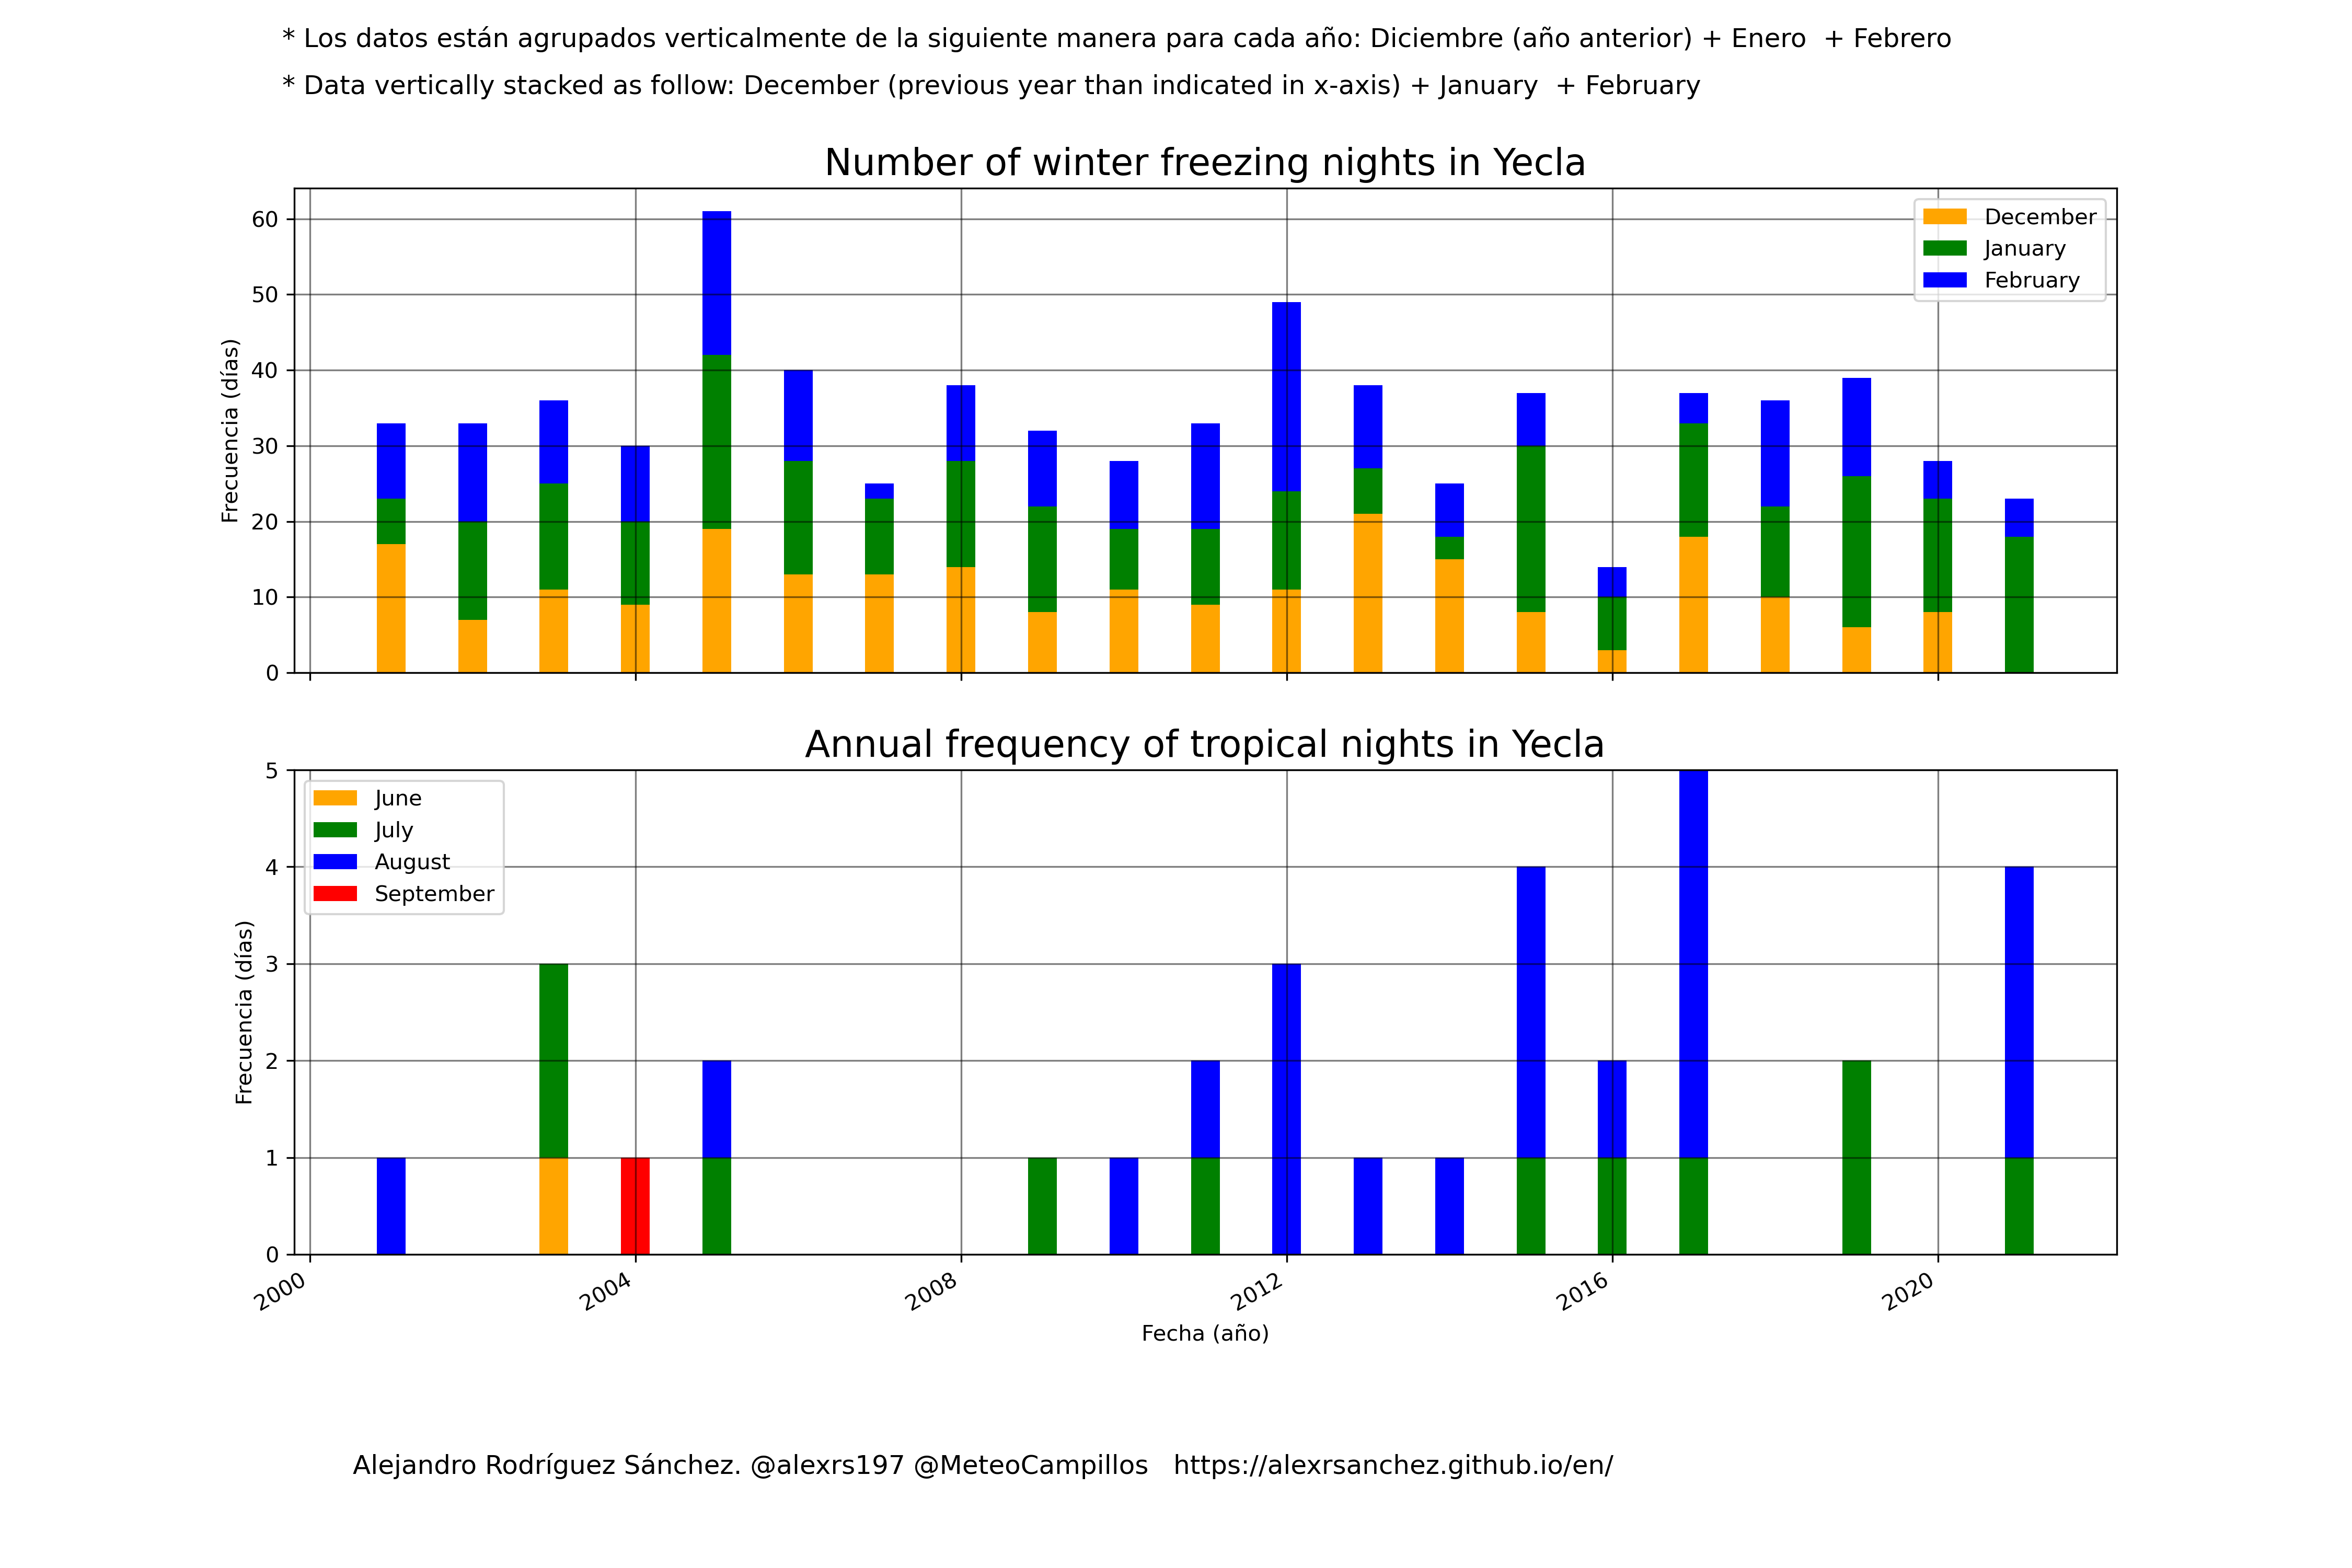 * Los datos están agrupados verticalmente de la siguiente manera para cada año: Diciembre (año anterior) + Enero  + Febrero
* Data vertically stacked as follow: December (previous year than indicated in x-axis) + January  + February
Number of winter freezing nights in Yecla
Frecuencia (días)
60
50
40
30
20
10
0
December
January
February
Annual frequency of tropical nights in Yecla
Frecuencia (días)
5
4
3
2
1
0
June
July
August
September
2000
2004
2008
2012
2016
2020
Fecha (año)
Alejandro Rodríguez Sánchez. @alexrs197 @MeteoCampillos   https://alexrsanchez.github.io/en/